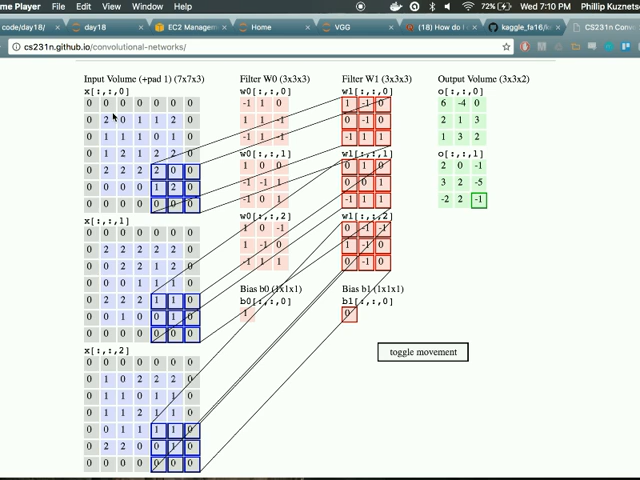 me Player File Edit View Window Help 72% Wed 7:10 PM Phillip Kuznets
code/day18/ day18 EC2 Managem Home VGG (18) How do I kaggle_fa16/k CS231n Conv
cs231n.github.io/convolutional-networks/
Input Volume (+pad 1) (7x7x3) Filter W0 (3x3x3) Filter W1 (3x3x3) Output Volume (3x3x2)
x[:,:,0] w0[:,:,0] w1[:,:,0] o[:,:,0]
0 0 0 0 0 0 0 -1 1 0 1 -1 0 6 -4 0
0 2 0 1 1 2 0 1 1 -1 0 -1 0 2 1 3
0 1 1 1 0 1 0 -1 1 -1 -1 1 1 1 3 2
0 1 2 1 2 2 0 w0[:,:,1] w1[:,:,1] o[:,:,1]
0 2 2 2 2 0 0 1 0 0 0 1 0 2 0 -1
0 0 0 0 1 2 0 -1 -1 1 0 0 1 3 2 -5
0 0 0 0 0 0 0 -1 0 1 -1 1 1 -2 2 -1
x[:,:,1] w0[:,:,2] w1[:,:,2]
0 0 0 0 0 0 0 1 0 -1 0 -1 -1
0 2 2 2 2 2 0 1 -1 0 1 -1 0
0 0 2 2 1 2 0 -1 1 1 0 -1 0
0 0 0 1 1 1 0
0 2 2 2 1 1 0 Bias b0 (1x1x1) Bias b1 (1x1x1)
0 0 1 0 0 1 0 b0[:,:,0] b1[:,:,0]
0 0 0 0 0 0 0 1 0
x[:,:,2] toggle movement
0 0 0 0 0 0 0
0 1 0 2 2 2 0
0 1 1 0 1 1 0
0 1 1 2 1 1 0
0 0 0 1 1 1 0
0 2 2 0 0 1 0
0 0 0 0 0 0 0